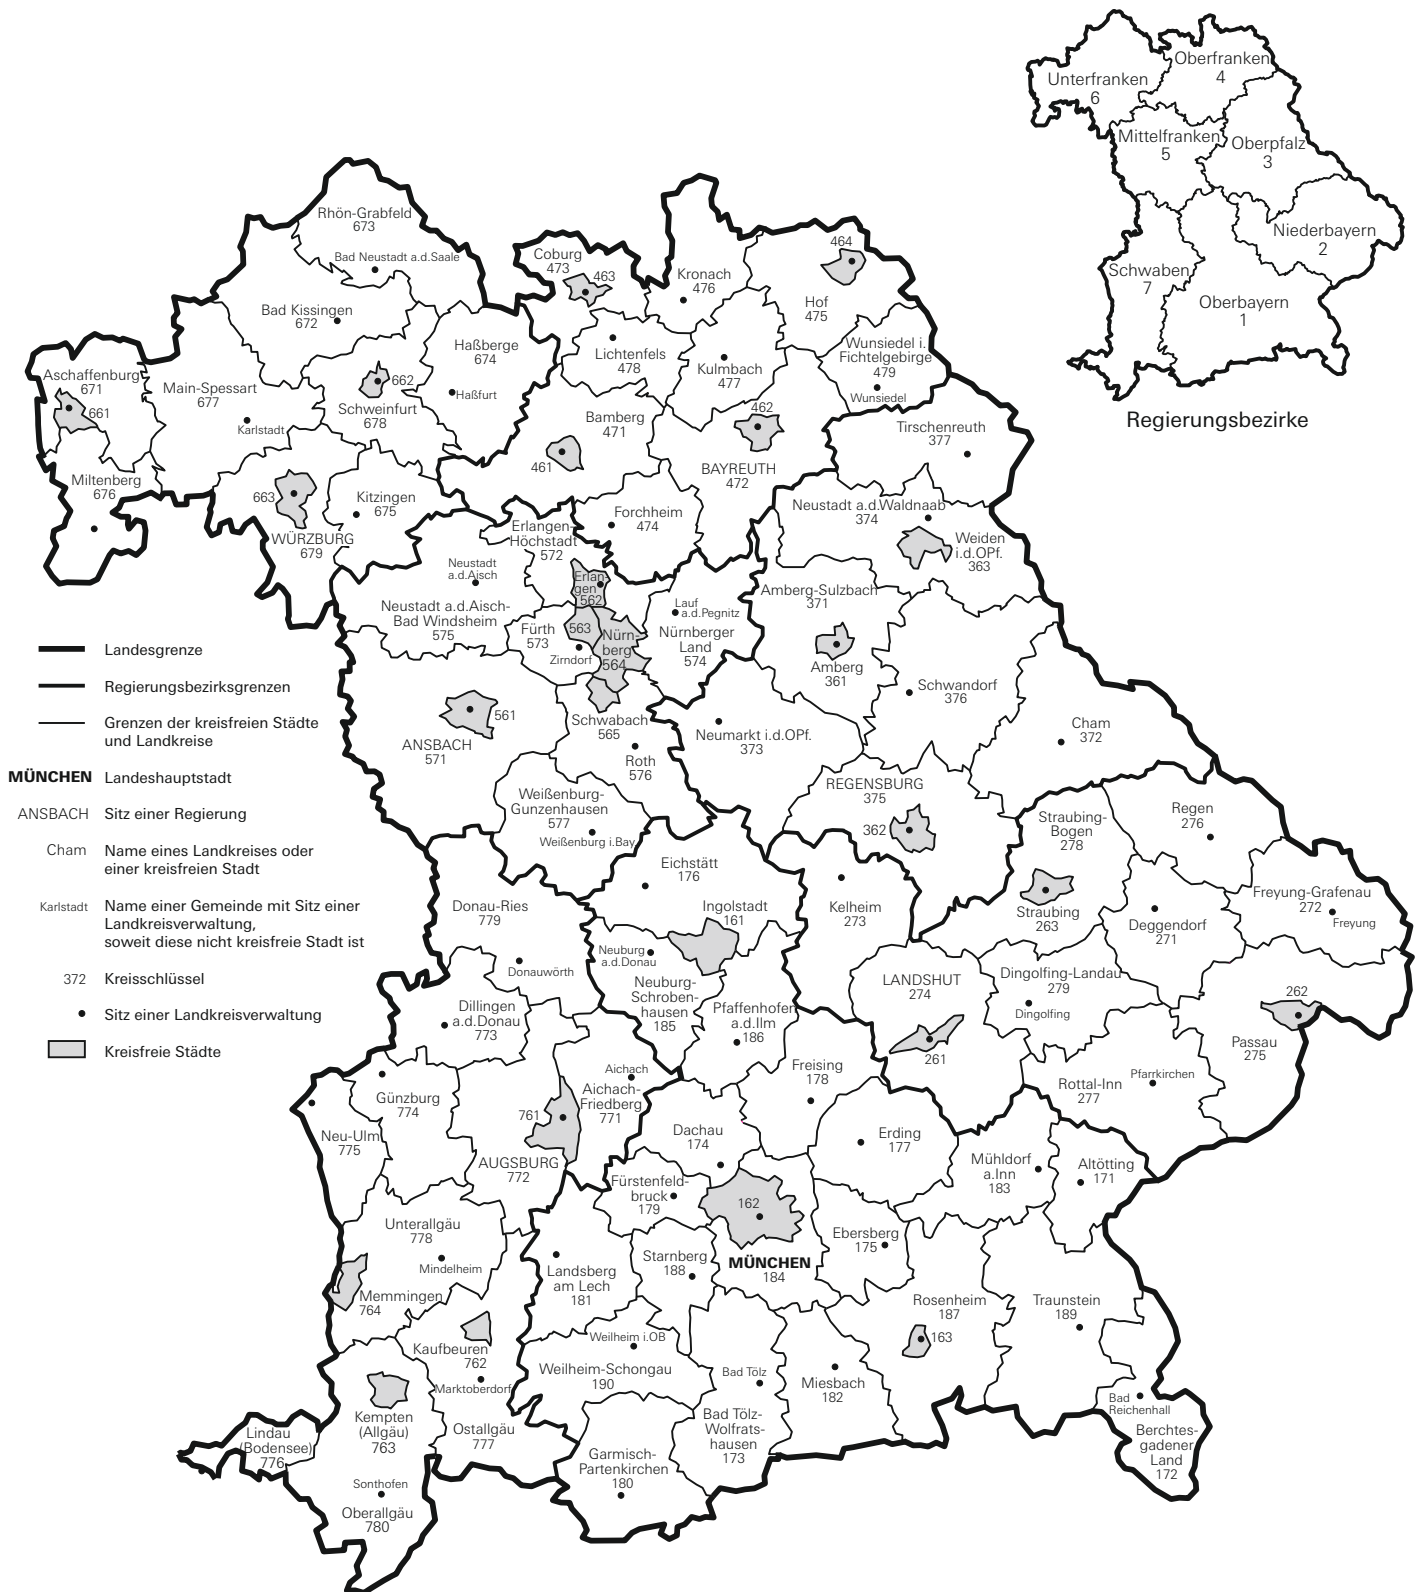 Unterfranken
6
Oberfranken
4
Mittelfranken
5
Oberpfalz
3
Niederbayern
2
Schwaben
7
Oberbayern
1
Regierungsbezirke
Rhön-Grabfeld
673
Bad Neustadt a.d.Saale
Bad Kissingen
672
Coburg
473
463
Kronach
476
464
Hof
475
Haßberge
674
Haßfurt
Lichtenfels
478
Kulmbach
477
Wunsiedel i.
Fichtelgebirge
479
Wunsiedel
Aschaffenburg
671
661
Main-Spessart
677
Karlstadt
662
Schweinfurt
678
Bamberg
471
461
462
BAYREUTH
472
Tirschenreuth
377
Miltenberg
676
663
WÜRZBURG
679
Kitzingen
675
Forchheim
474
Erlangen-
Höchstadt
572
Neustadt a.d.Waldnaab
374
Weiden
i.d.OPf.
363
Neustadt
a.d.Aisch
Neustadt a.d.Aisch-
Bad Windsheim
575
Erlan-
gen
562
Fürth
573
563
Zirndorf
Nürn-
berg
564
Lauf
a.d.Pegnitz
Nürnberger
Land
574
Amberg-Sulzbach
371
Amberg
361
Schwandorf
376
Cham
372
561
ANSBACH
571
Schwabach
565
Roth
576
Neumarkt i.d.OPf.
373
Weißenburg-
Gunzenhausen
577
Weißenburg i.Bay.
REGENSBURG
375
362
Straubing-
Bogen
278
Straubing
263
Regen
276
Freyung-Grafenau
272
Freyung
Deggendorf
271
Landesgrenze
Regierungsbezirksgrenzen
Grenzen der kreisfreien Städte
und Landkreise
MÜNCHEN Landeshauptstadt
ANSBACH Sitz einer Regierung
Cham Name eines Landkreises oder
einer kreisfreien Stadt
Karlstadt Name einer Gemeinde mit Sitz einer
Landkreisverwaltung,
soweit diese nicht kreisfreie Stadt ist
372 Kreisschlüssel
Sitz einer Landkreisverwaltung
Kreisfreie Städte
Eichstätt
176
Ingolstadt
161
Kelheim
273
Donau-Ries
779
Donauwörth
Neuburg
a.d.Donau
Neuburg-
Schroben-
hausen
185
Pfaffenhofen
a.d.Ilm
186
LANDSHUT
274
261
Dingolfing-Landau
279
Dingolfing
262
Passau
275
Rottal-Inn
277
Pfarrkirchen
Dillingen
a.d.Donau
773
Günzburg
774
Neu-Ulm
775
761
AUGSBURG
772
Aichach
Aichach-
Friedberg
771
Freising
178
Dachau
174
Erding
177
Mühldorf
a.Inn
183
Altötting
171
Fürstenfeld-
bruck
179
162
MÜNCHEN
184
Ebersberg
175
Unterallgäu
778
Mindelheim
Memmingen
764
Landsberg
am Lech
181
Starnberg
188
Rosenheim
187
163
Traunstein
189
Kaufbeuren
762
Marktoberdorf
Ostallgäu
777
Weilheim i.OB
Weilheim-Schongau
190
Bad Tölz
Bad Tölz-
Wolfrats-
hausen
173
Miesbach
182
Bad
Reichenhall
Berchtes-
gadener
Land
172
Kempten
(Allgäu)
763
Lindau
(Bodensee)
776
Sonthofen
Oberallgäu
780
Garmisch-
Partenkirchen
180